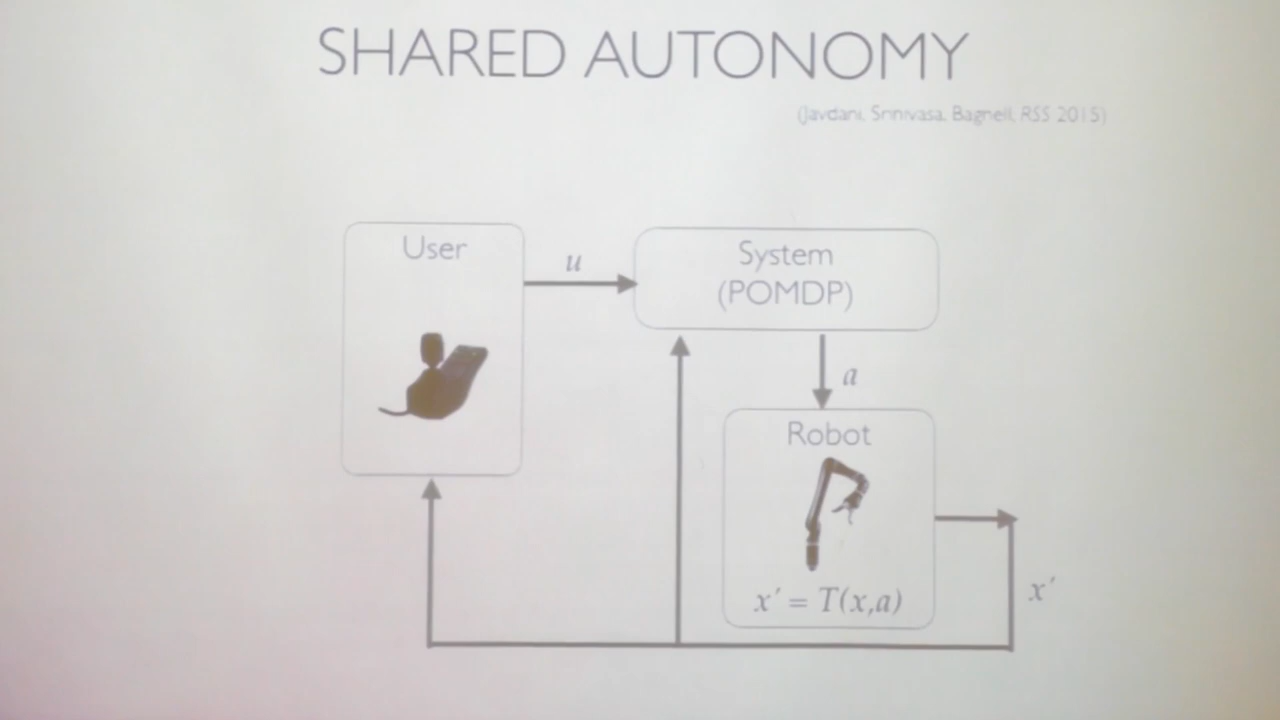 SHARED AUTONOMY
(Javdani, Srinivasa, Bagnell, RSS 2015)
User
u
System
(POMDP)
a
Robot
x′ = T(x,a)
x′